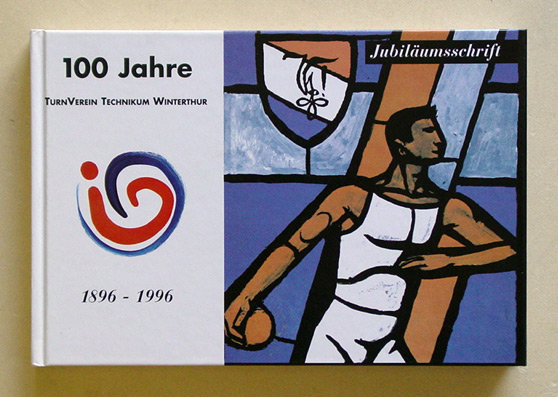 100 Jahre
TurnVerein Technikum Winterthur
1896 - 1996
Jubiläumsschrift